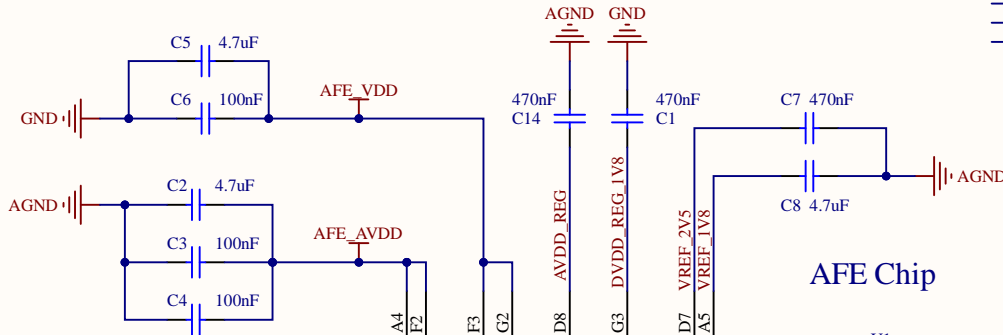 AGND GND
C5 4.7uF
C6 100nF
AFE_VDD
GND
470nF
C14
470nF
C1
C7 470nF
C8 4.7uF
AGND
C2 4.7uF
AGND
C3 100nF
AFE_AVDD
C4 100nF
AVDD_REG
DVDD_REG_1V8
VREF_2V5
VREF_1V8
AFE Chip
A4
F2
F3
G2
D8
G3
D7
A5